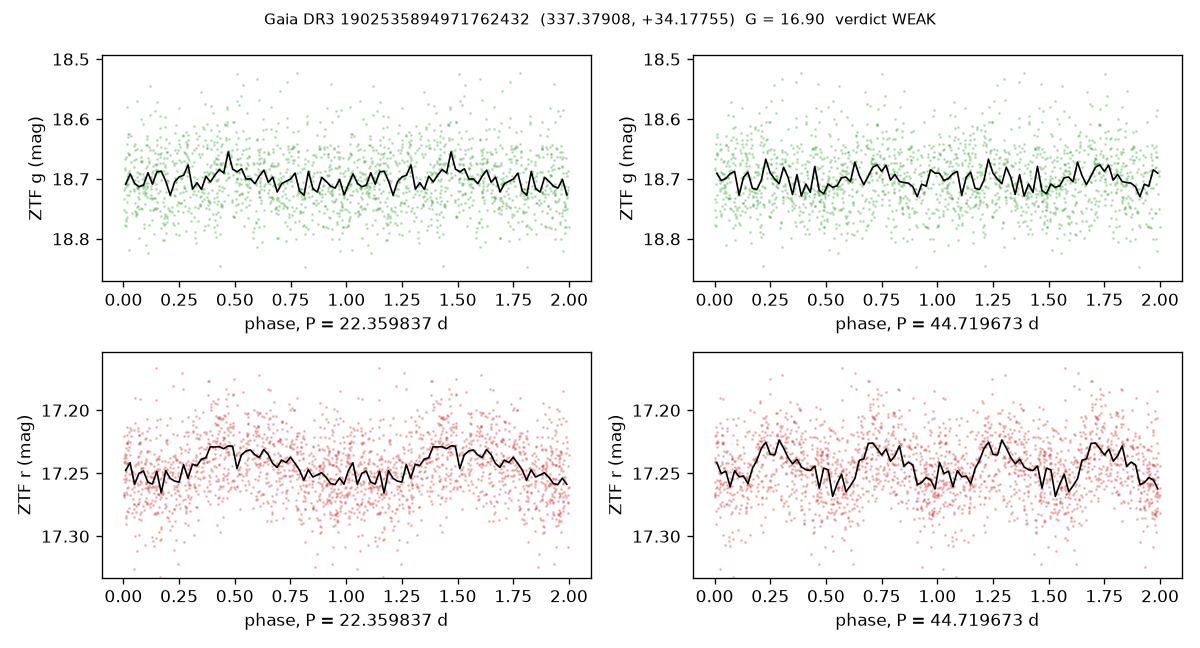 Gaia DR3 1902535894971762432 (337.37908, +34.17755) G = 16.90 verdict WEAK
18.5
18.6
18.7
18.8
ZTF g (mag)
0.00 0.25 0.50 0.75 1.00 1.25 1.50 1.75 2.00
phase, P = 22.359837 d
18.5
18.6
18.7
18.8
ZTF g (mag)
0.00 0.25 0.50 0.75 1.00 1.25 1.50 1.75 2.00
phase, P = 44.719673 d
17.20
17.25
17.30
ZTF r (mag)
0.00 0.25 0.50 0.75 1.00 1.25 1.50 1.75 2.00
phase, P = 22.359837 d
17.20
17.25
17.30
ZTF r (mag)
0.00 0.25 0.50 0.75 1.00 1.25 1.50 1.75 2.00
phase, P = 44.719673 d